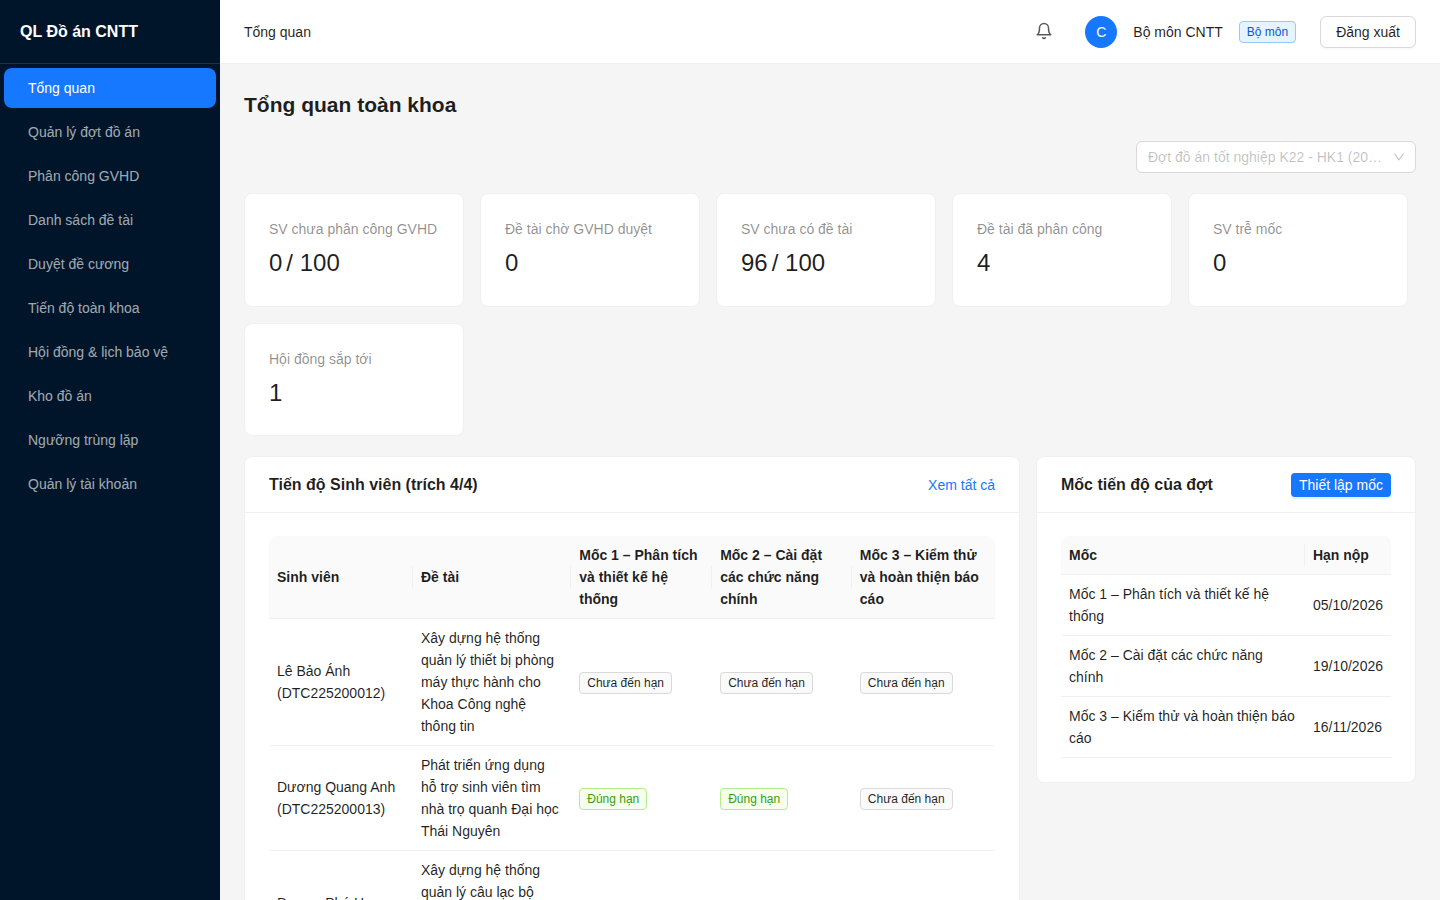 QL Đồ án CNTT
Tổng quan
Quản lý đợt đồ án
Phân công GVHD
Danh sách đề tài
Duyệt đề cương
Tiến độ toàn khoa
Hội đồng & lịch bảo vệ
Kho đồ án
Ngưỡng trùng lặp
Quản lý tài khoản
Tổng quan
C
Bộ môn CNTT
Bộ môn
Đăng xuất
Tổng quan toàn khoa
Đợt đồ án tốt nghiệp K22 - HK1 (20...
SV chưa phân công GVHD
0 / 100
Đề tài chờ GVHD duyệt
0
SV chưa có đề tài
96 / 100
Đề tài đã phân công
4
SV trễ mốc
0
Hội đồng sắp tới
1
Tiến độ Sinh viên (trích 4/4)
Xem tất cả
Sinh viên
Đề tài
Mốc 1 – Phân tích
và thiết kế hệ
thống
Mốc 2 – Cài đặt
các chức năng
chính
Mốc 3 – Kiểm thử
và hoàn thiện báo
cáo
Lê Bảo Ánh
(DTC225200012)
Xây dựng hệ thống
quản lý thiết bị phòng
máy thực hành cho
Khoa Công nghệ
thông tin
Chưa đến hạn
Chưa đến hạn
Chưa đến hạn
Dương Quang Anh
(DTC225200013)
Phát triển ứng dụng
hỗ trợ sinh viên tìm
nhà trọ quanh Đại học
Thái Nguyên
Đúng hạn
Đúng hạn
Chưa đến hạn
Xây dựng hệ thống
quản lý câu lạc bộ
Mốc tiến độ của đợt
Thiết lập mốc
Mốc
Hạn nộp
Mốc 1 – Phân tích và thiết kế hệ
thống
05/10/2026
Mốc 2 – Cài đặt các chức năng
chính
19/10/2026
Mốc 3 – Kiểm thử và hoàn thiện báo
cáo
16/11/2026